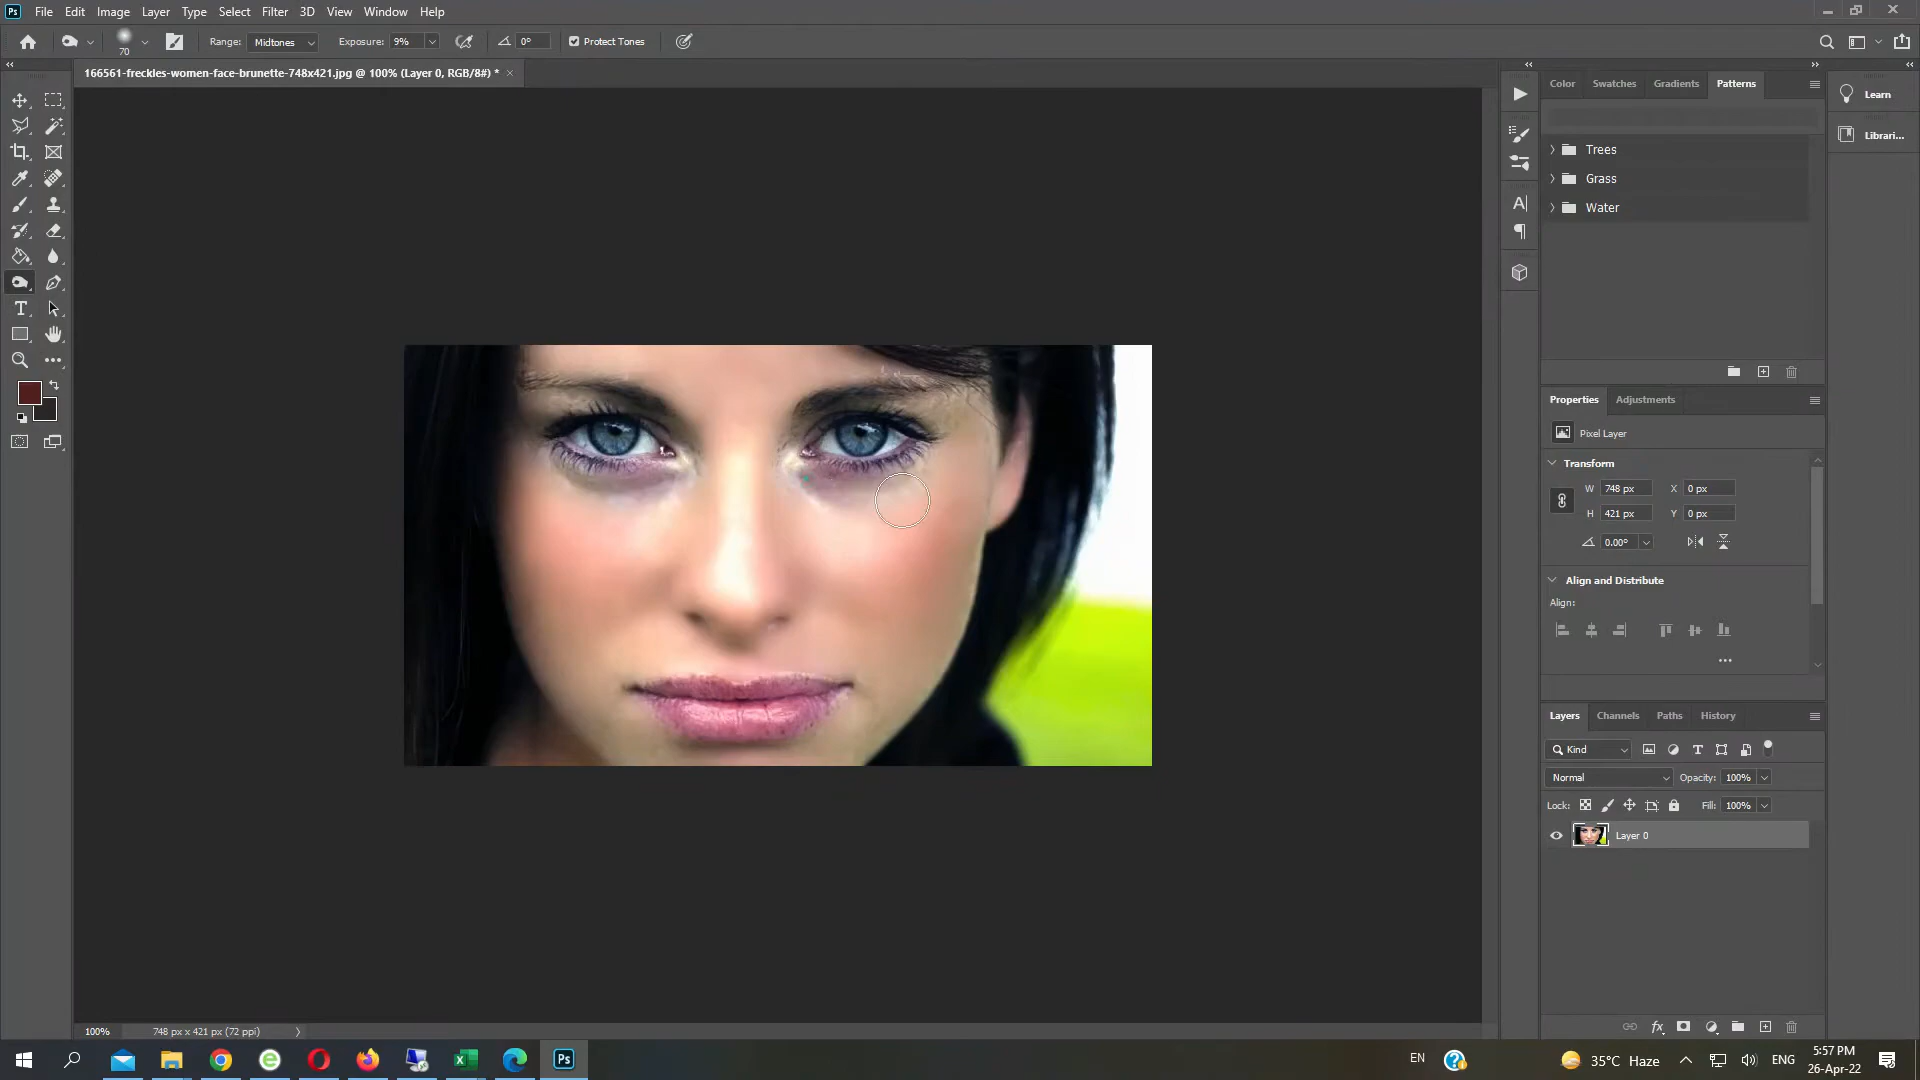 Ps File Edit Image Layer Type Select Filter 3D View Window Help
70 Range: Midtones Exposure: 9% 0° Protect Tones
166561-freckles-women-face-brunette-748x421.jpg @ 100% (Layer 0, RGB/8#) * ×
Color Swatches Gradients Patterns
Learn
Librari...
Trees
Grass
Water
Properties Adjustments
Pixel Layer
Transform
W 748 px X 0 px
H 421 px Y 0 px
0.00°
Align and Distribute
Align:
Layers Channels Paths History
Kind
Normal Opacity: 100%
Lock: Fill: 100%
Layer 0
100% 748 px x 421 px (72 ppi)
EN 35°C Haze ENG 5:57 PM
26-Apr-22
Ps